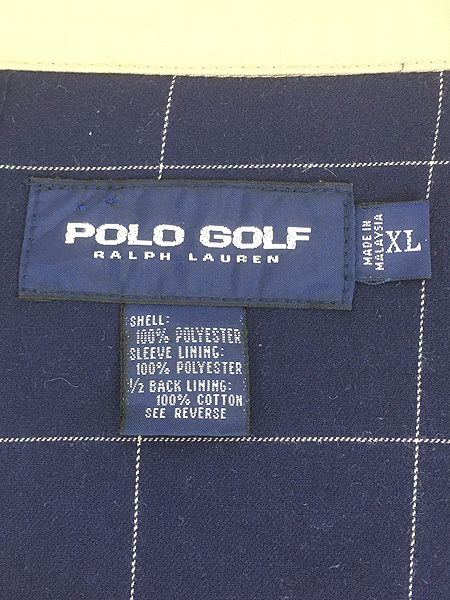 POLO GOLF
RALPH LAUREN
MADE IN
MALAYSIA
XL
SHELL:
100% POLYESTER
SLEEVE LINING:
100% POLYESTER
½ BACK LINING:
100% COTTON
SEE REVERSE